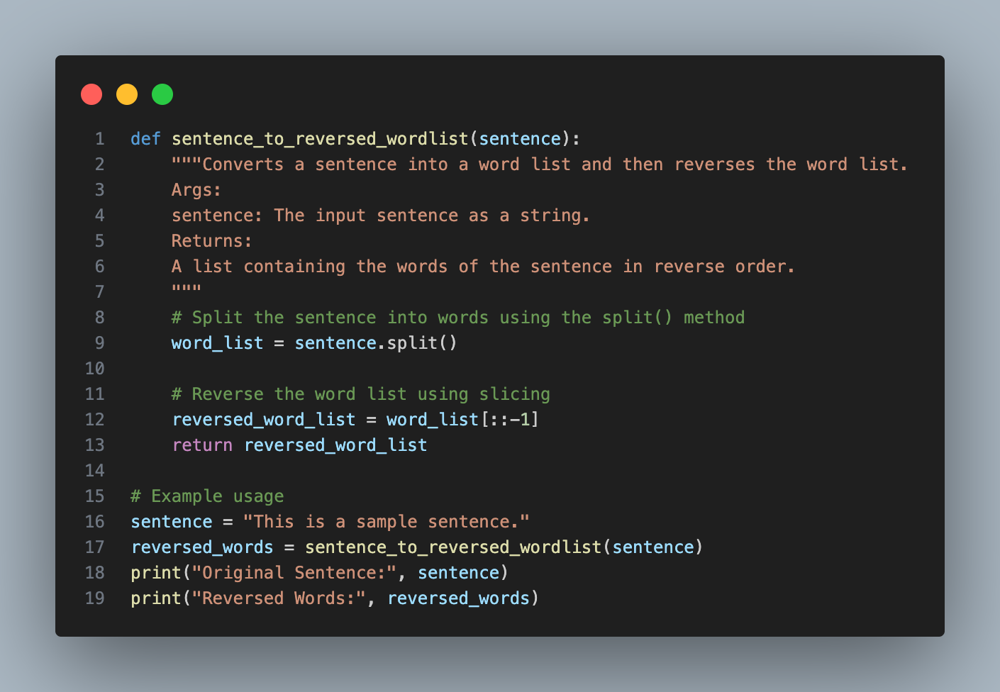 1 def sentence_to_reversed_wordlist(sentence):
2     """Converts a sentence into a word list and then reverses the word list.
3     Args:
4     sentence: The input sentence as a string.
5     Returns:
6     A list containing the words of the sentence in reverse order.
7     """
8     # Split the sentence into words using the split() method
9     word_list = sentence.split()
10
11     # Reverse the word list using slicing
12     reversed_word_list = word_list[::-1]
13     return reversed_word_list
14
15 # Example usage
16 sentence = "This is a sample sentence."
17 reversed_words = sentence_to_reversed_wordlist(sentence)
18 print("Original Sentence:", sentence)
19 print("Reversed Words:", reversed_words)